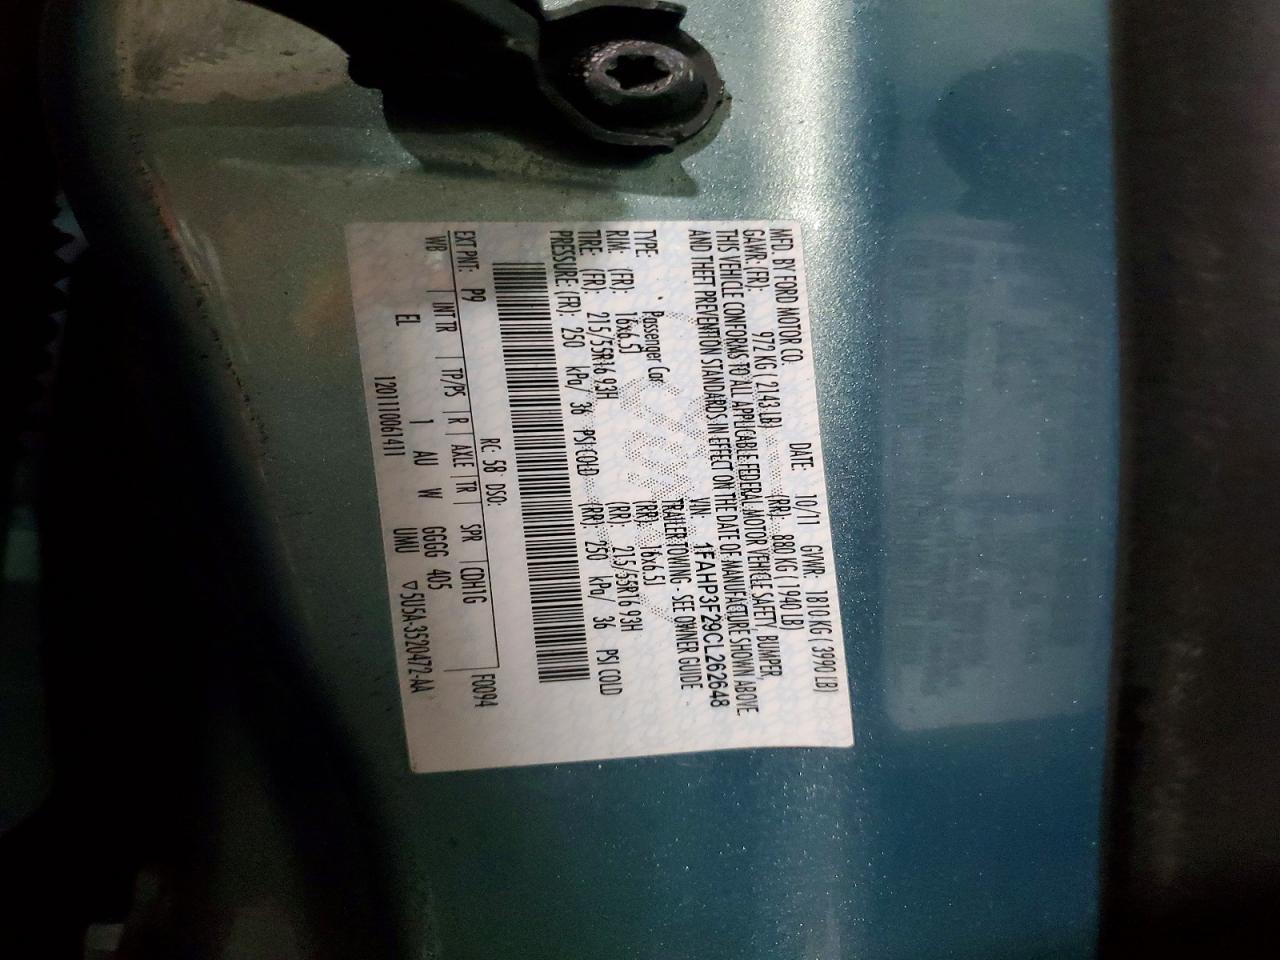 MFD. BY FORD MOTOR CO.
DATE: 10/11 GVWR: 1810 KG ( 3990 LB)
GAWR: (FR): 972 KG ( 2143 LB) (RR): 880 KG ( 1940 LB)
THIS VEHICLE CONFORMS TO ALL APPLICABLE FEDERAL MOTOR VEHICLE SAFETY, BUMPER,
AND THEFT PREVENTION STANDARDS IN EFFECT ON THE DATE OF MANUFACTURE SHOWN ABOVE
VIN: 1FAHP3F29CL262648
TYPE: Passenger Car TRAILER TOWING - SEE OWNER GUIDE
RIM: (FR): 16x6.5J (RR): 16x6.5J
TIRE: (FR): 215/55R16 93H (RR): 215/55R16 93H
PRESSURE: (FR): 250 kPa/ 36 PSI COLD (RR): 250 kPa/ 36 PSI COLD
RC: 58 DSO: F0094
EXT PNT: P9
WB INT TR TP/PS R AXLE TR SPR CDH1G
EL I AU W GGGG 405
120111006141I UMU ▽5U5A-3520472-AA